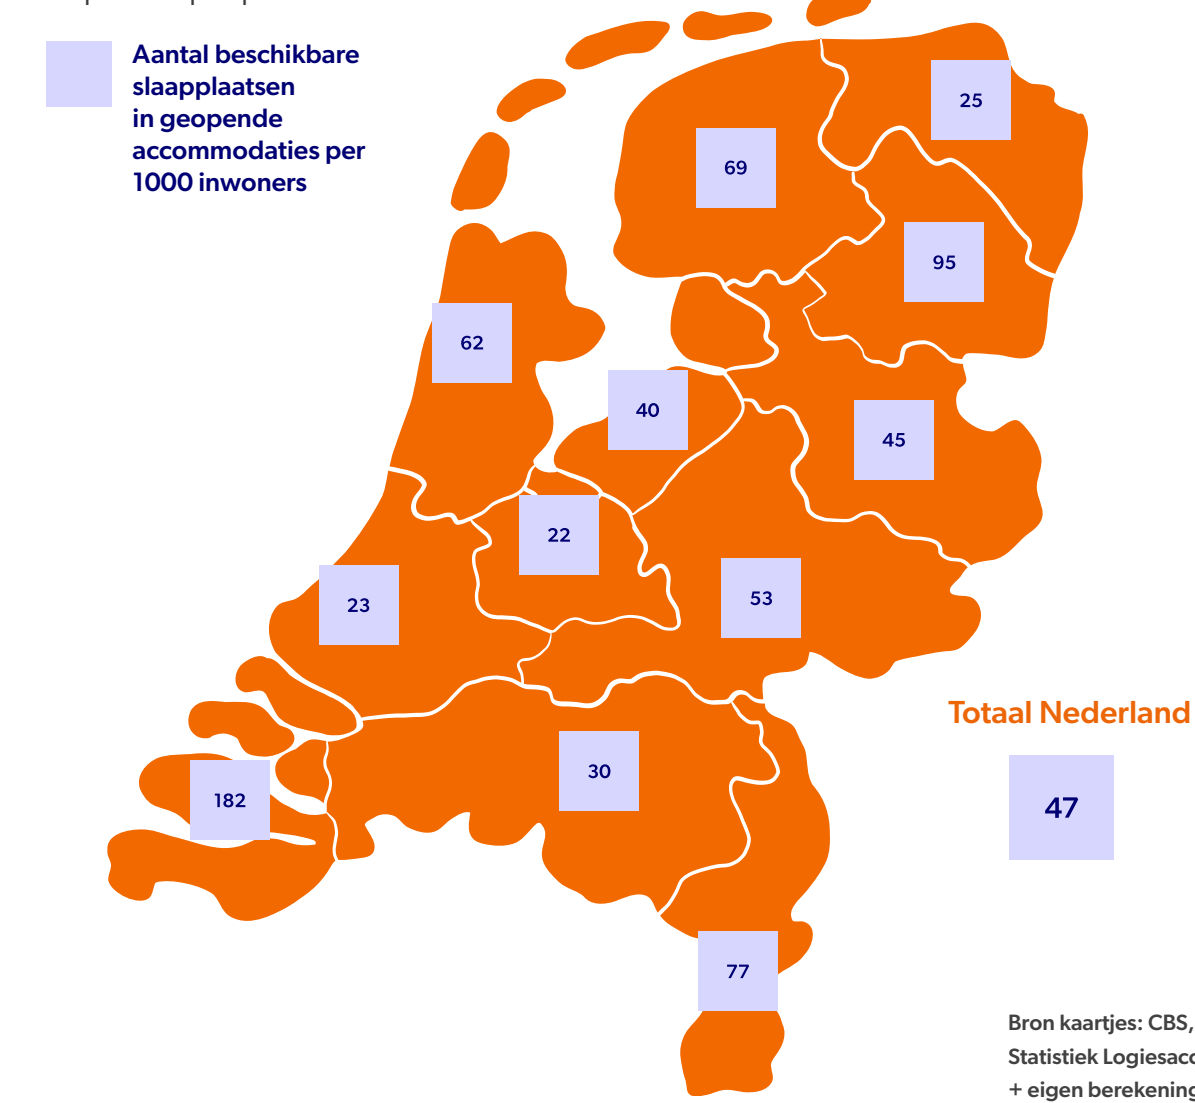 Aantal beschikbare
slaapplaatsen
in geopende
accommodaties per
1000 inwoners
25
69
95
62
40
45
22
53
23
Totaal Nederland
30
182
47
77
Bron kaartjes: CBS,
Statistiek
+ eigen